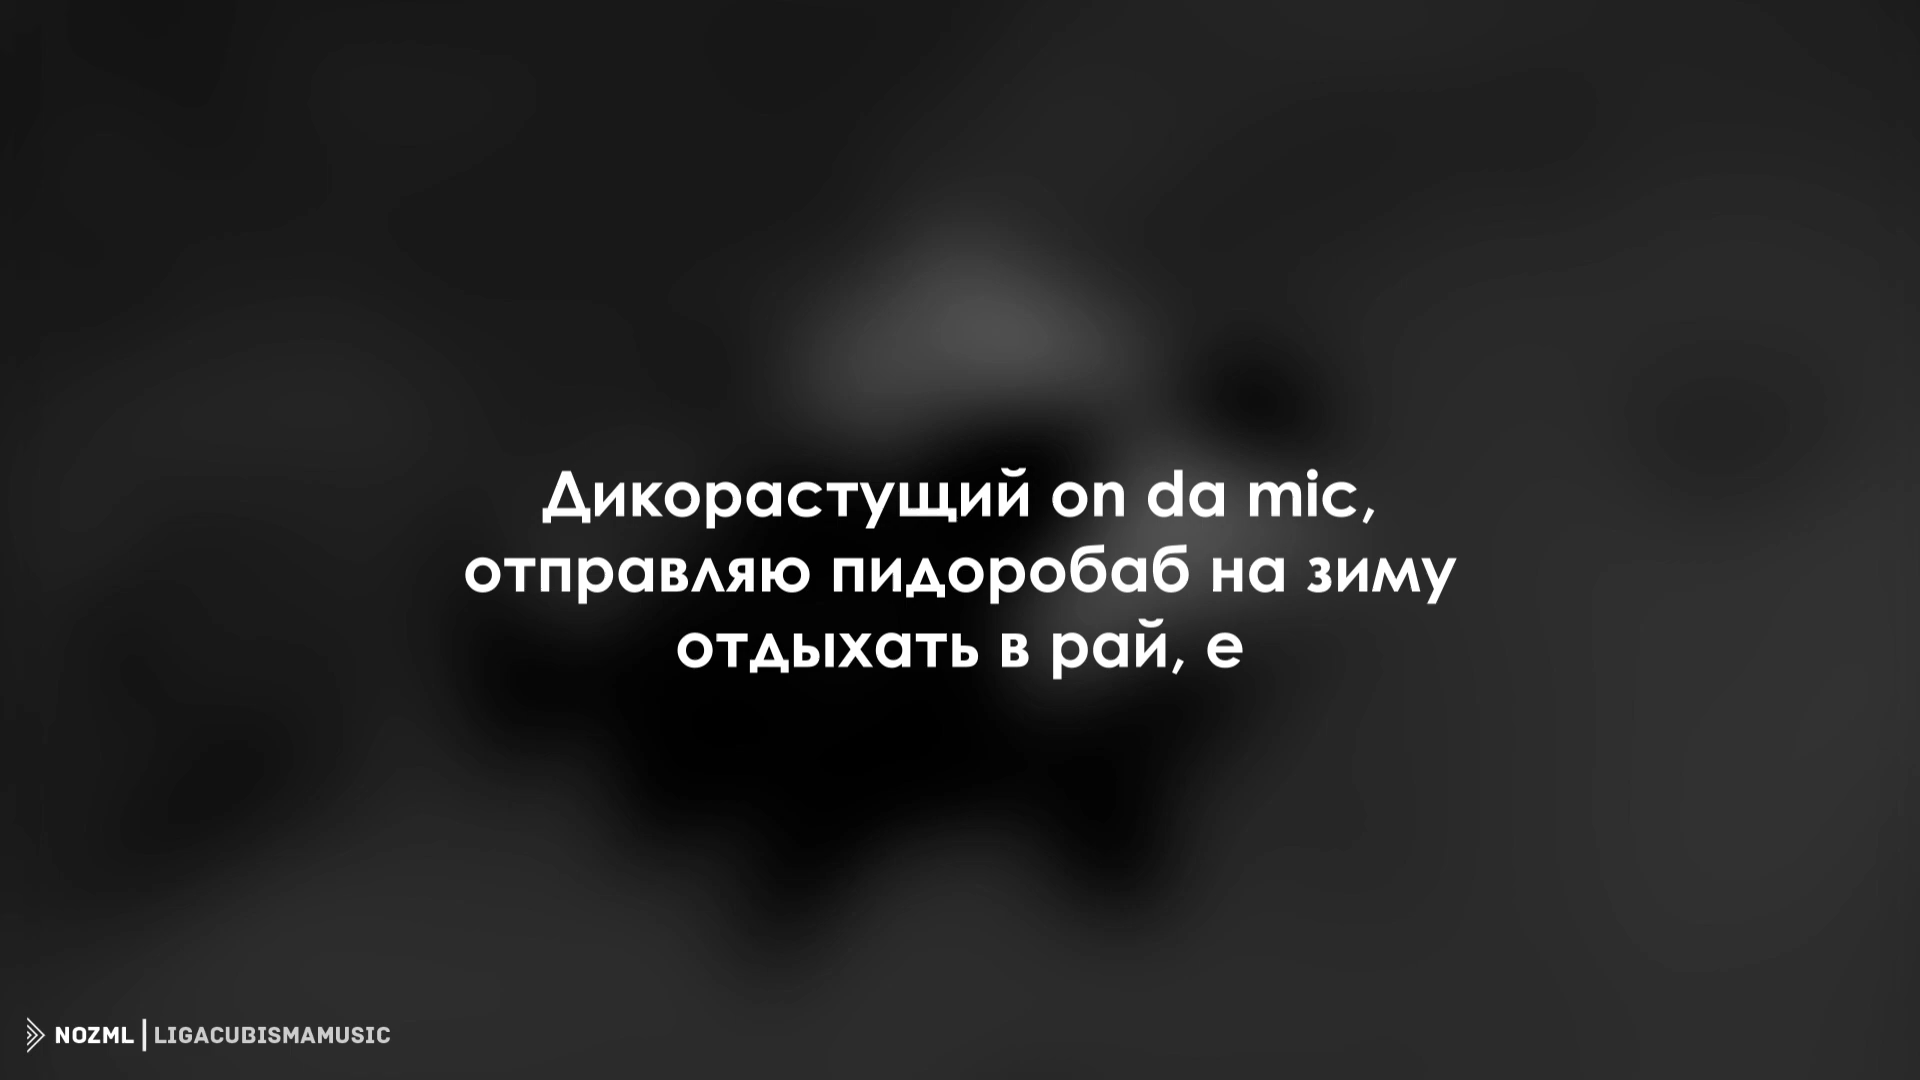 Дикорастущий on da mic,
отправляю пидоробаб на зиму
отдыхать в рай, е
NOZML | LIGACUBISMAMUSIC